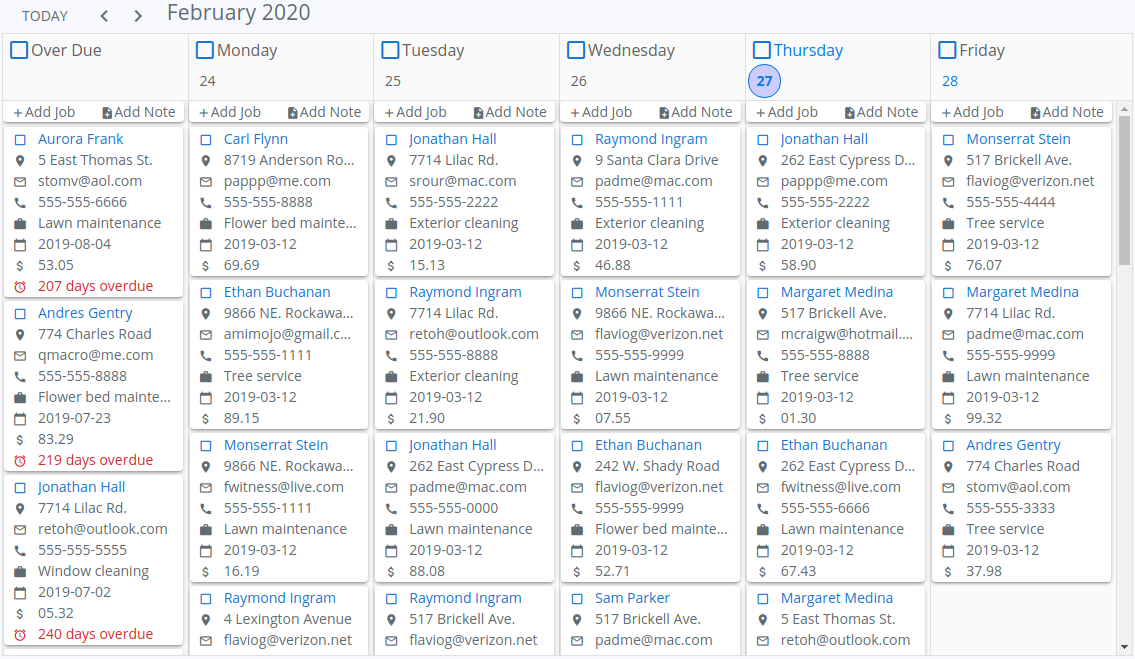 TODAY February 2020
Over Due
Monday
24
Tuesday
25
Wednesday
26
Thursday
27
Friday
28
+ Add Job Add Note
Aurora Frank
5 East Thomas St.
stomv@aol.com
555-555-6666
Lawn maintenance
2019-08-04
$ 53.05
207 days overdue
Andres Gentry
774 Charles Road
qmacro@me.com
555-555-8888
Flower bed mainte...
2019-07-23
$ 83.29
219 days overdue
Jonathan Hall
7714 Lilac Rd.
retoh@outlook.com
555-555-5555
Window cleaning
2019-07-02
$ 05.32
240 days overdue
+ Add Job Add Note
Carl Flynn
8719 Anderson Ro...
pappp@me.com
555-555-8888
Flower bed mainte...
2019-03-12
$ 69.69
Ethan Buchanan
9866 NE. Rockawa...
amimojo@gmail.c...
555-555-1111
Tree service
2019-03-12
$ 89.15
Monserrat Stein
9866 NE. Rockawa...
fwitness@live.com
555-555-1111
Lawn maintenance
2019-03-12
$ 16.19
Raymond Ingram
4 Lexington Avenue
flaviog@verizon.net
+ Add Job Add Note
Jonathan Hall
7714 Lilac Rd.
srour@mac.com
555-555-2222
Exterior cleaning
2019-03-12
$ 15.13
Raymond Ingram
7714 Lilac Rd.
retoh@outlook.com
555-555-8888
Exterior cleaning
2019-03-12
$ 21.90
Jonathan Hall
262 East Cypress D...
padme@mac.com
555-555-0000
Lawn maintenance
2019-03-12
$ 88.08
Raymond Ingram
517 Brickell Ave.
flaviog@verizon.net
+ Add Job Add Note
Raymond Ingram
9 Santa Clara Drive
padme@mac.com
555-555-1111
Exterior cleaning
2019-03-12
$ 46.88
Monserrat Stein
9866 NE. Rockawa...
flaviog@verizon.net
555-555-9999
Lawn maintenance
2019-03-12
$ 07.55
Ethan Buchanan
242 W. Shady Road
flaviog@verizon.net
555-555-9999
Flower bed mainte...
2019-03-12
$ 52.71
Sam Parker
517 Brickell Ave.
padme@mac.com
+ Add Job Add Note
Jonathan Hall
262 East Cypress D...
pappp@me.com
555-555-2222
Exterior cleaning
2019-03-12
$ 58.90
Margaret Medina
517 Brickell Ave.
mcraigw@hotmail....
555-555-8888
Tree service
2019-03-12
$ 01.30
Ethan Buchanan
262 East Cypress D...
fwitness@live.com
555-555-6666
Lawn maintenance
2019-03-12
$ 67.43
Margaret Medina
5 East Thomas St.
retoh@outlook.com
+ Add Job Add Note
Monserrat Stein
517 Brickell Ave.
flaviog@verizon.net
555-555-4444
Tree service
2019-03-12
$ 76.07
Margaret Medina
7714 Lilac Rd.
padme@mac.com
555-555-9999
Lawn maintenance
2019-03-12
$ 99.32
Andres Gentry
774 Charles Road
stomv@aol.com
555-555-3333
Tree service
2019-03-12
$ 37.98